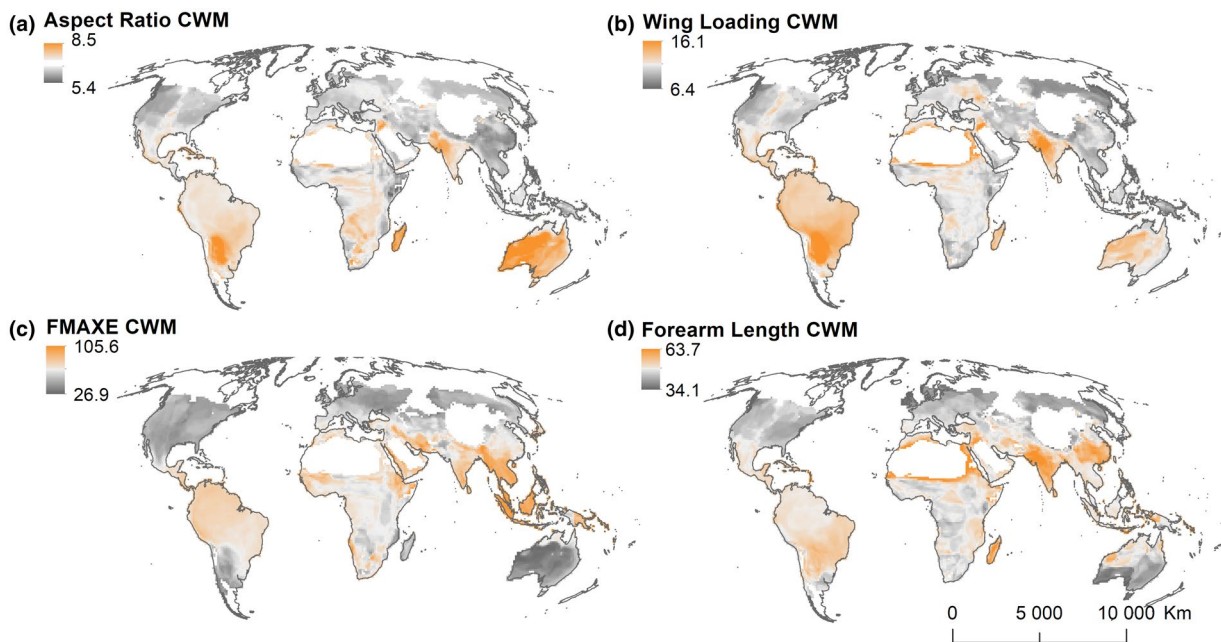 (a) Aspect Ratio CWM
8.5
5.4
(b) Wing Loading CWM
16.1
6.4
(c) FMAXE CWM
105.6
26.9
(d) Forearm Length CWM
63.7
34.1
0 5 000 10 000 Km